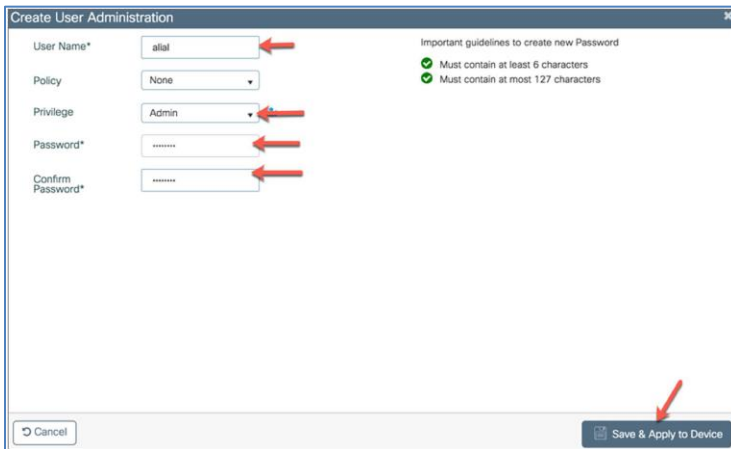 Create User Administration
User Name*
alial
Important guidelines to create new Password
Must contain at least 6 characters
Must contain at most 127 characters
Policy
None
Privilege
Admin
Password*
········
Confirm
Password*
········
Cancel
Save & Apply to Device